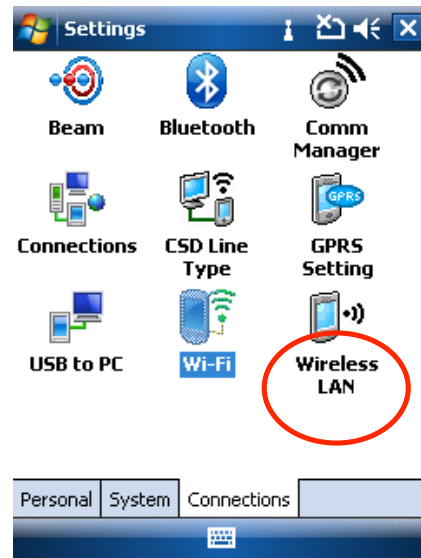 Settings
Beam
Bluetooth
Comm
Manager
Connections
CSD Line
Type
GPRS
GPRS
Setting
USB to PC
Wi-Fi
Wireless
LAN
Personal
System
Connections